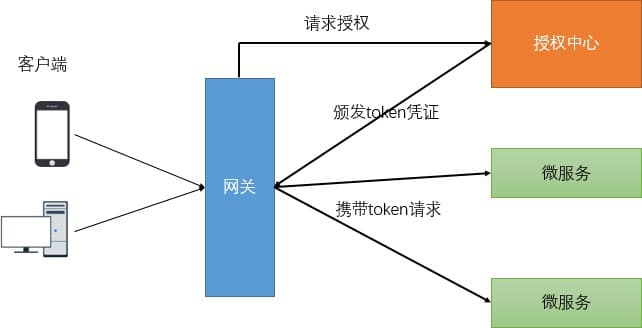 请求授权
授权中心
客户端
颁发token凭证
网关
微服务
携带token请求
微服务